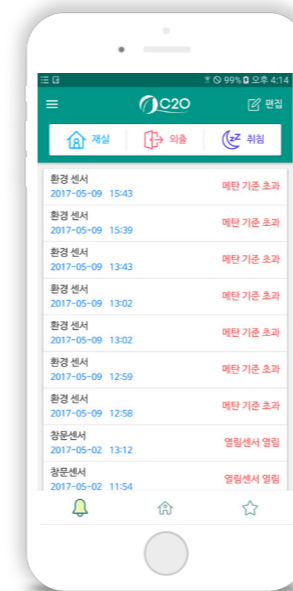 99% 오후 4:14
C2O
편집
재실 외출 취침
환경 센서
2017-05-09 15:43 메탄 기준 초과
환경 센서
2017-05-09 15:39 메탄 기준 초과
환경 센서
2017-05-09 13:43 메탄 기준 초과
환경 센서
2017-05-09 13:02 메탄 기준 초과
환경 센서
2017-05-09 13:02 메탄 기준 초과
환경 센서
2017-05-09 12:59 메탄 기준 초과
환경 센서
2017-05-09 12:58 메탄 기준 초과
창문센서
2017-05-02 13:12 열림센서 열림
창문센서
2017-05-02 11:54 열림센서 열림